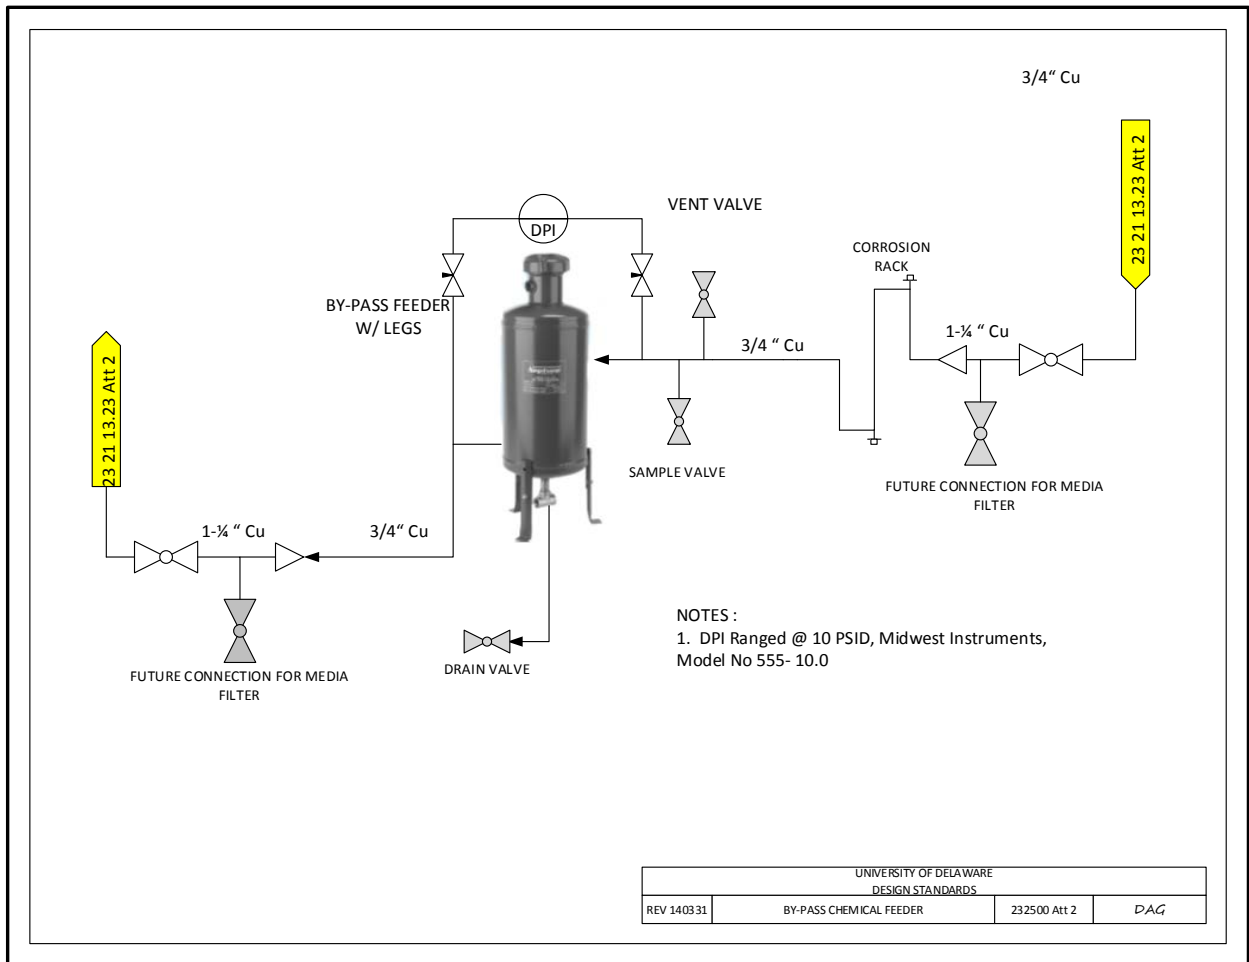 3/4“ Cu
23 21 13.23 Att 2
VENT VALVE
DPI
CORROSION
RACK
BY-PASS FEEDER
W/ LEGS
1-¼ “ Cu
3/4 “ Cu
23 21 13.23 Att 2
SAMPLE VALVE
FUTURE CONNECTION FOR MEDIA
FILTER
1-¼ “ Cu
3/4“ Cu
NOTES :
1. DPI Ranged @ 10 PSID, Midwest Instruments,
Model No 555- 10.0
DRAIN VALVE
FUTURE CONNECTION FOR MEDIA
FILTER
UNIVERSITY OF DELAWARE
DESIGN STANDARDS
REV 140331 BY-PASS CHEMICAL FEEDER 232500 Att 2 DAG